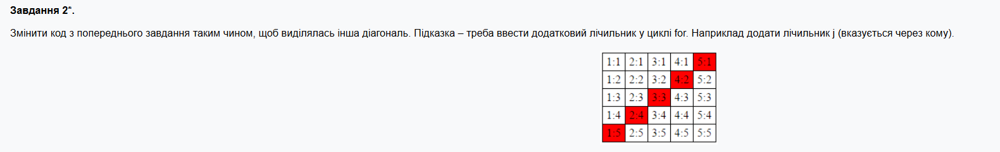 Завдання 2*.
Змінити код з попереднього завдання таким чином, щоб виділялась інша діагональ. Підказка – треба ввести додатковий лічильник у циклі for. Наприклад додати лічильник j (вказується через кому).
1:1 2:1 3:1 4:1 5:1
1:2 2:2 3:2 4:2 5:2
1:3 2:3 3:3 4:3 5:3
1:4 2:4 3:4 4:4 5:4
1:5 2:5 3:5 4:5 5:5